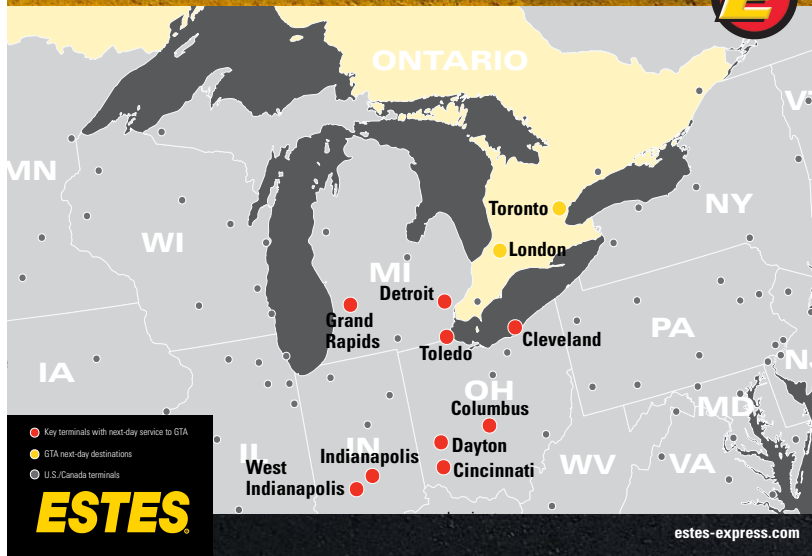 E
ONTARIO
VT
MN
WI
Toronto
NY
London
MI
Detroit
Grand
Rapids
Toledo
Cleveland
PA
IA
NJ
OH
MD
Columbus
Key terminals with next-day service to GTA
GTA next-day destinations
U.S./Canada terminals
ESTES
IL
IN
Indianapolis
West
Indianapolis
Dayton
Cincinnati
WV
VA
estes-express.com